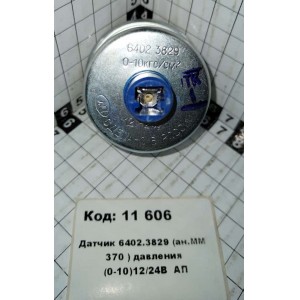 6402.3829
0-10кгс/см²
Код: 11 606
Датчик 6402.3829 (ан.ММ
370 ) давления
(0-10)12/24В АП